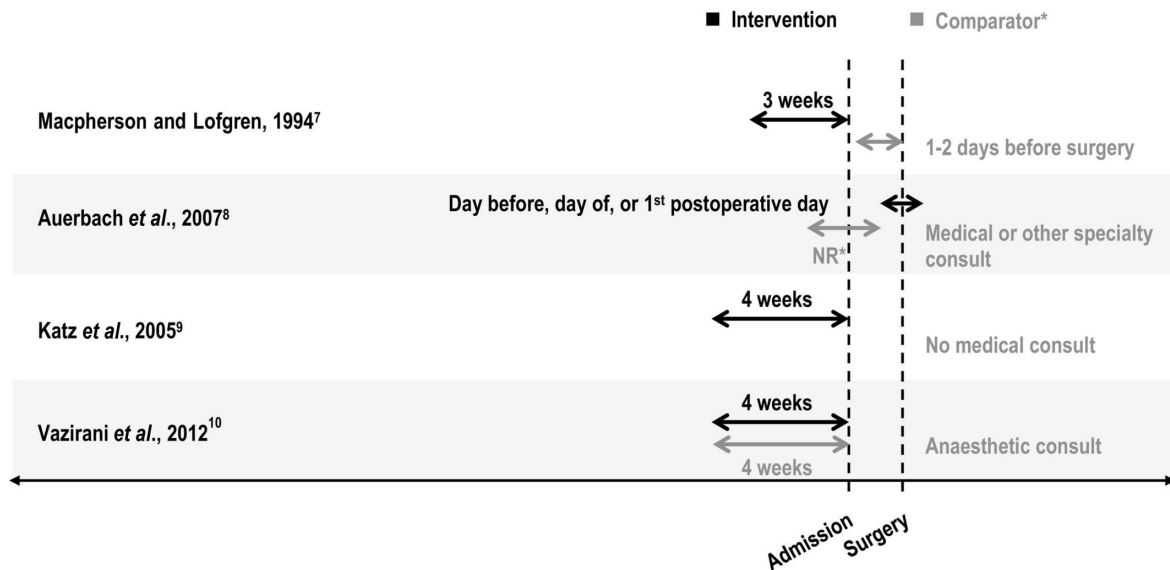 ■ Intervention ■ Comparator*
3 weeks
Macpherson and Lofgren, 1994⁷
1-2 days before surgery
Day before, day of, or 1ˢᵗ postoperative day
Auerbach et al., 2007⁸
Medical or other specialty
consult
NR*
4 weeks
Katz et al., 2005⁹
No medical consult
4 weeks
Vazirani et al., 2012¹⁰
Anaesthetic consult
4 weeks
Admission
Surgery